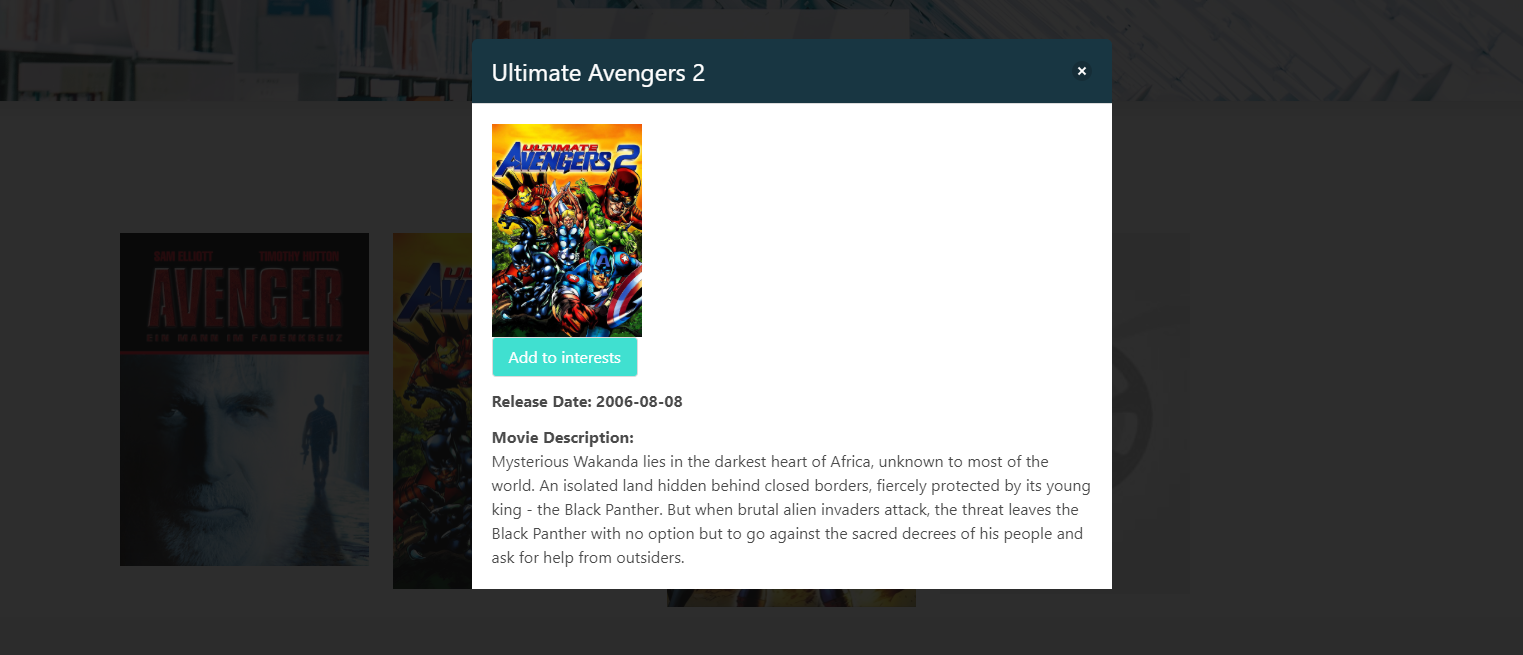 Ultimate Avengers 2
×
ULTIMATE
AVENGERS 2
Add to interests
Release Date: 2006-08-08
Movie Description:
Mysterious Wakanda lies in the darkest heart of Africa, unknown to most of the
world. An isolated land hidden behind closed borders, fiercely protected by its young
king - the Black Panther. But when brutal alien invaders attack, the threat leaves the
Black Panther with no option but to go against the sacred decrees of his people and
ask for help from outsiders.
SAM ELLIOTT TIMOTHY HUTTON
AVENGER
EIN MANN IM FADENKREUZ